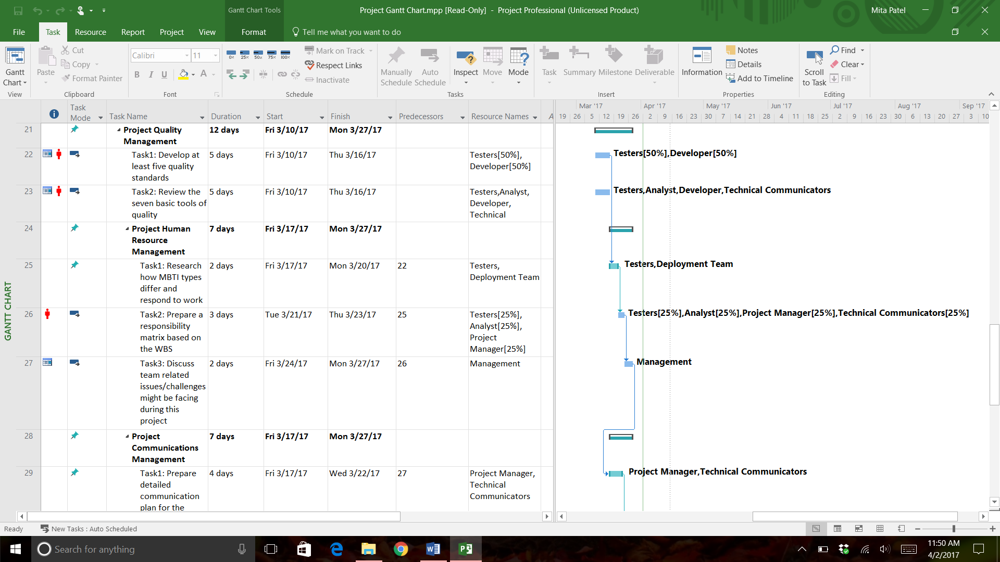 Gantt Chart Tools
Project Gantt Chart.mpp [Read-Only] - Project Professional (Unlicensed Product)
Mita Patel
File Task Resource Report Project View Format Tell me what you want to do
Gantt Chart
View
Paste
Cut
Copy
Format Painter
Clipboard
Calibri 11
B I U A
Font
0% 25% 50% 75% 100%
Mark on Track
Respect Links
Inactivate
Schedule
Manually Schedule
Auto Schedule
Inspect
Move
Mode
Tasks
Task
Summary
Milestone
Deliverable
Insert
Information
Notes
Details
Add to Timeline
Properties
Scroll to Task
Find
Clear
Fill
Editing
GANTT CHART
Task Mode Task Name Duration Start Finish Predecessors Resource Names A
Mar '17 Apr '17 May '17 Jun '17 Jul '17 Aug '17 Sep '17
19 26 5 12 19 26 2 9 16 23 30 7 14 21 28 4 11 18 25 2 9 16 23 30 6 13 20 27 3 10
21 Project Quality Management 12 days Fri 3/10/17 Mon 3/27/17
22 Task1: Develop at least five quality standards 5 days Fri 3/10/17 Thu 3/16/17 Testers[50%], Developer[50%]
Testers[50%],Developer[50%]
23 Task2: Review the seven basic tools of quality 5 days Fri 3/10/17 Thu 3/16/17 Testers,Analyst, Developer, Technical
Testers,Analyst,Developer,Technical Communicators
24 Project Human Resource Management 7 days Fri 3/17/17 Mon 3/27/17
25 Task1: Research how MBTI types differ and respond to work 2 days Fri 3/17/17 Mon 3/20/17 22 Testers, Deployment Team
Testers,Deployment Team
26 Task2: Prepare a responsibility matrix based on the WBS 3 days Tue 3/21/17 Thu 3/23/17 25 Testers[25%], Analyst[25%], Project Manager[25%]
Testers[25%],Analyst[25%],Project Manager[25%],Technical Communicators[25%]
27 Task3: Discuss team related issues/challenges might be facing during this project 2 days Fri 3/24/17 Mon 3/27/17 26 Management
Management
28 Project Communications Management 7 days Fri 3/17/17 Mon 3/27/17
29 Task1: Prepare detailed communication plan for the 4 days Fri 3/17/17 Wed 3/22/17 27 Project Manager, Technical Communicators
Project Manager,Technical Communicators
Ready New Tasks : Auto Scheduled
Search for anything
11:50 AM
4/2/2017